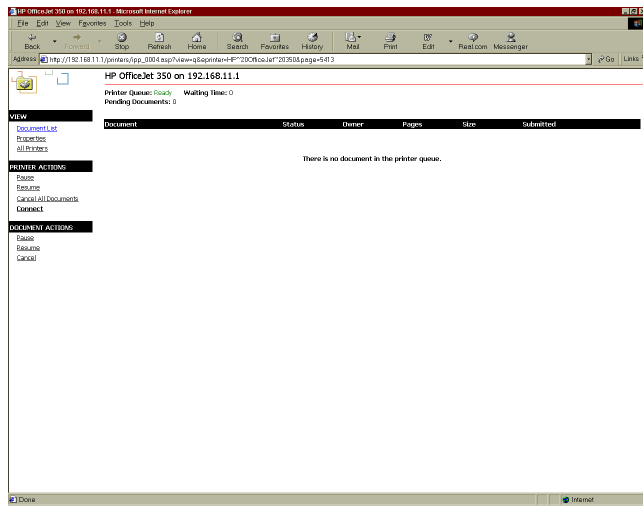 HP OfficeJet 350 on 192.168.11.1 - Microsoft Internet Explorer
File Edit View Favorites Tools Help
Back Forward Stop Refresh Home Search Favorites History Mail Print Edit Real.com Messenger
Address http://192.168.11.1/printers/ipp_0004.asp?view=q&eprinter=HP~20OfficeJet~20350&page=5413 Go Links
HP OfficeJet 350 on 192.168.11.1
Printer Queue: Ready Waiting Time: 0
Pending Documents: 0
VIEW
Document List
Properties
All Printers
PRINTER ACTIONS
Pause
Resume
Cancel All Documents
Connect
DOCUMENT ACTIONS
Pause
Resume
Cancel
Document Status Owner Pages Size Submitted
There is no document in the printer queue.
Done Internet